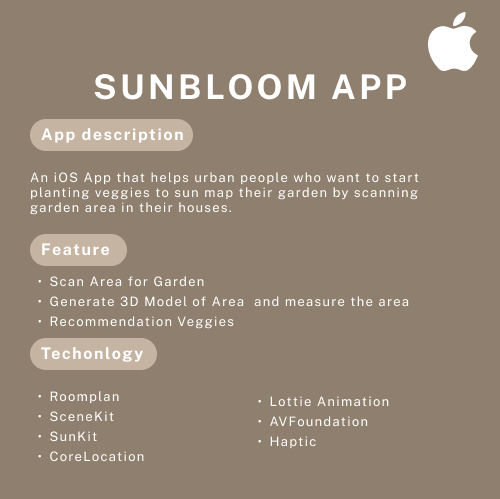 SUNBLOOM APP
App description
An iOS App that helps urban people who want to start
planting veggies to sun map their garden by scanning
garden area in their houses.
Feature
• Scan Area for Garden
• Generate 3D Model of Area and measure the area
• Recommendation Veggies
Techonlogy
• Roomplan
• SceneKit
• SunKit
• CoreLocation
• Lottie Animation
• AVFoundation
• Haptic